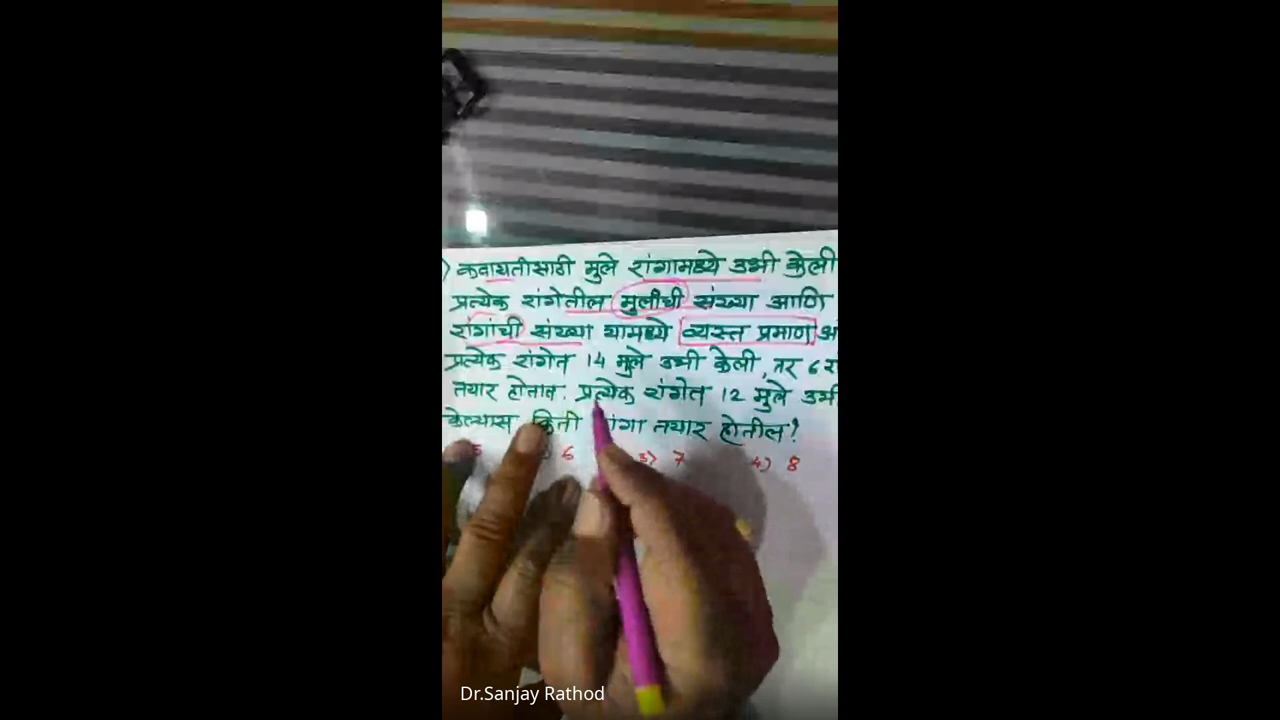 ) कवायतीसाठी मुले रांगामध्ये उभी केली
प्रत्येक रांगेतील मुलींची संख्या आणि
रांगांची संख्या यामध्ये व्यस्त प्रमाण
प्रत्येक रांगेत 14 मुले उभी केली, तर 6
तयार होतात. प्रत्येक रांगेत 12 मुले उभी
केल्यास किती रांगा तयार होतील?
5 6 3) 7 4) 8
Dr.Sanjay Rathod